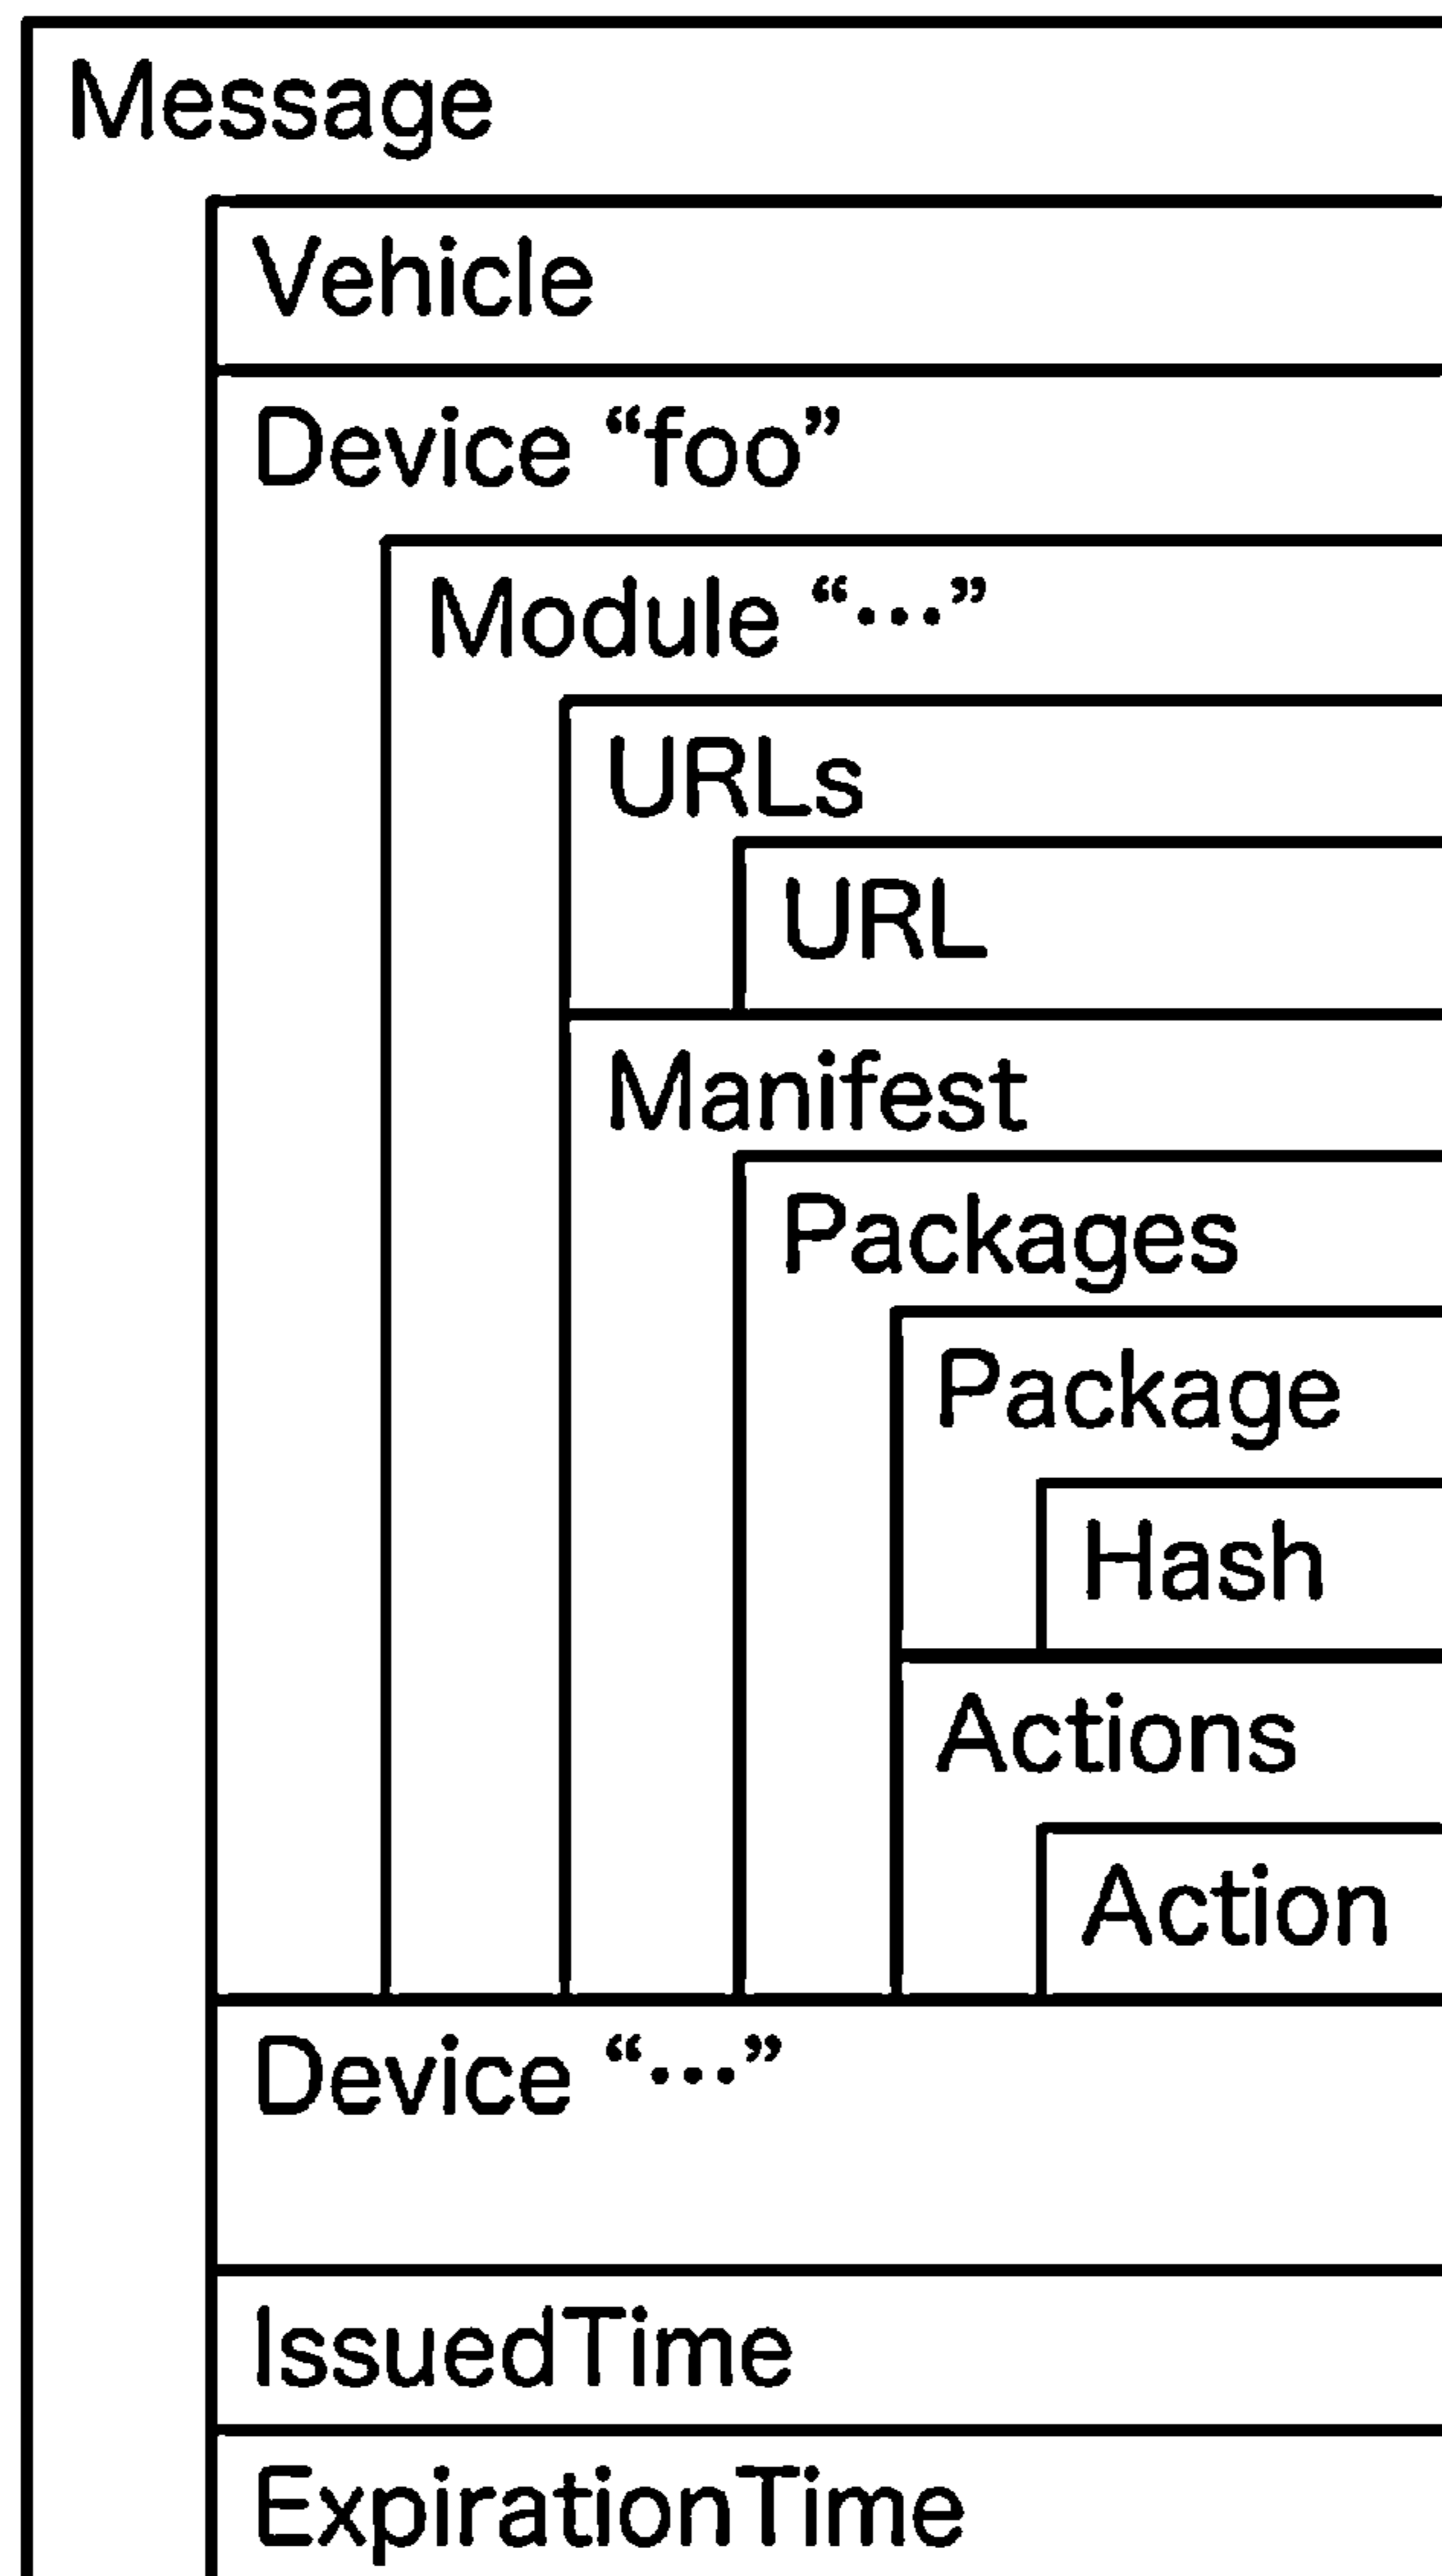 Message
Vehicle
Device “foo”
Module “…”
URLs
URL
Manifest
Packages
Package
Hash
Actions
Action
Device “…”
IssuedTime
ExpirationTime